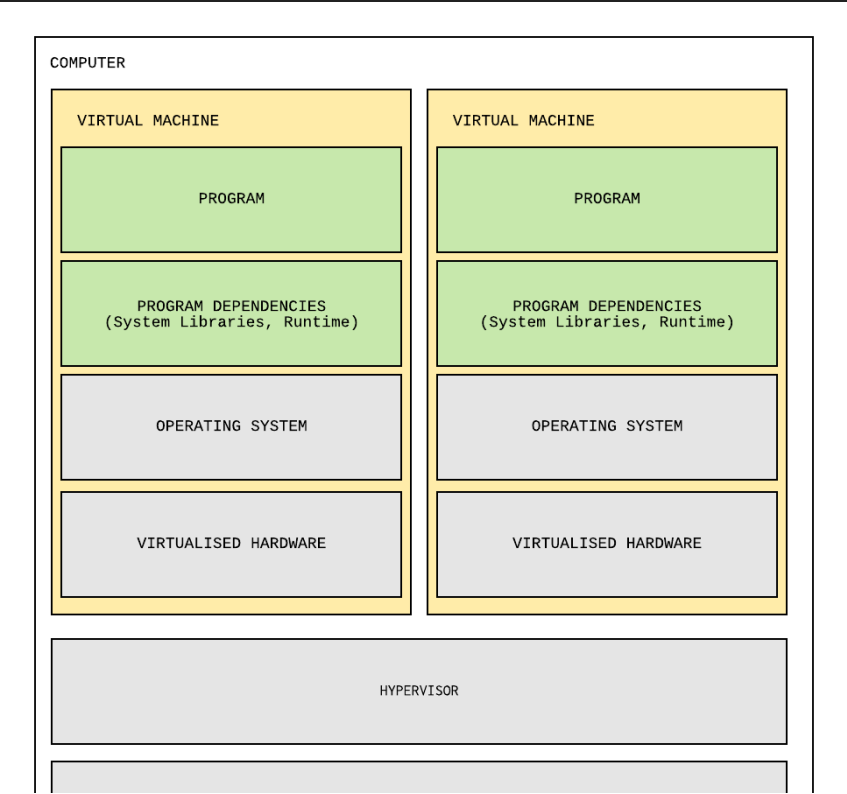 COMPUTER
VIRTUAL MACHINE
PROGRAM
PROGRAM DEPENDENCIES
(System Libraries, Runtime)
OPERATING SYSTEM
VIRTUALISED HARDWARE
VIRTUAL MACHINE
PROGRAM
PROGRAM DEPENDENCIES
(System Libraries, Runtime)
OPERATING SYSTEM
VIRTUALISED HARDWARE
HYPERVISOR